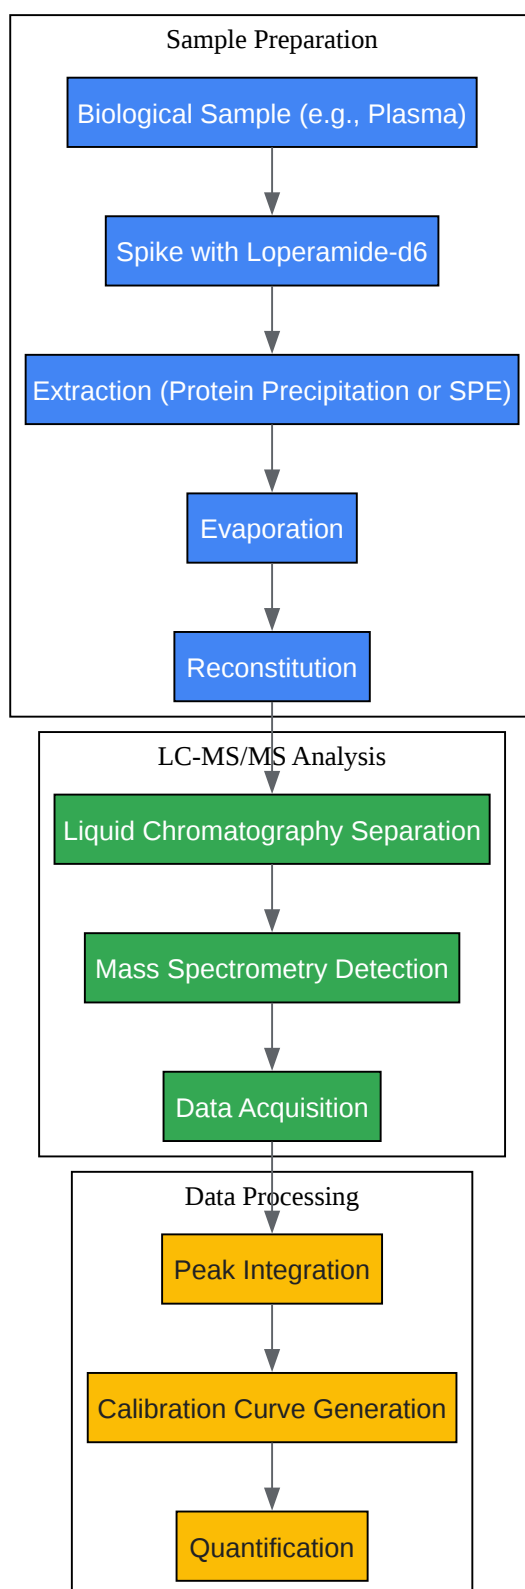 Sample Preparation
Biological Sample (e.g., Plasma)
Spike with Loperamide-d6
Extraction (Protein Precipitation or SPE)
Evaporation
Reconstitution
LC-MS/MS Analysis
Liquid Chromatography Separation
Mass Spectrometry Detection
Data Acquisition
Data Processing
Peak Integration
Calibration Curve Generation
Quantification